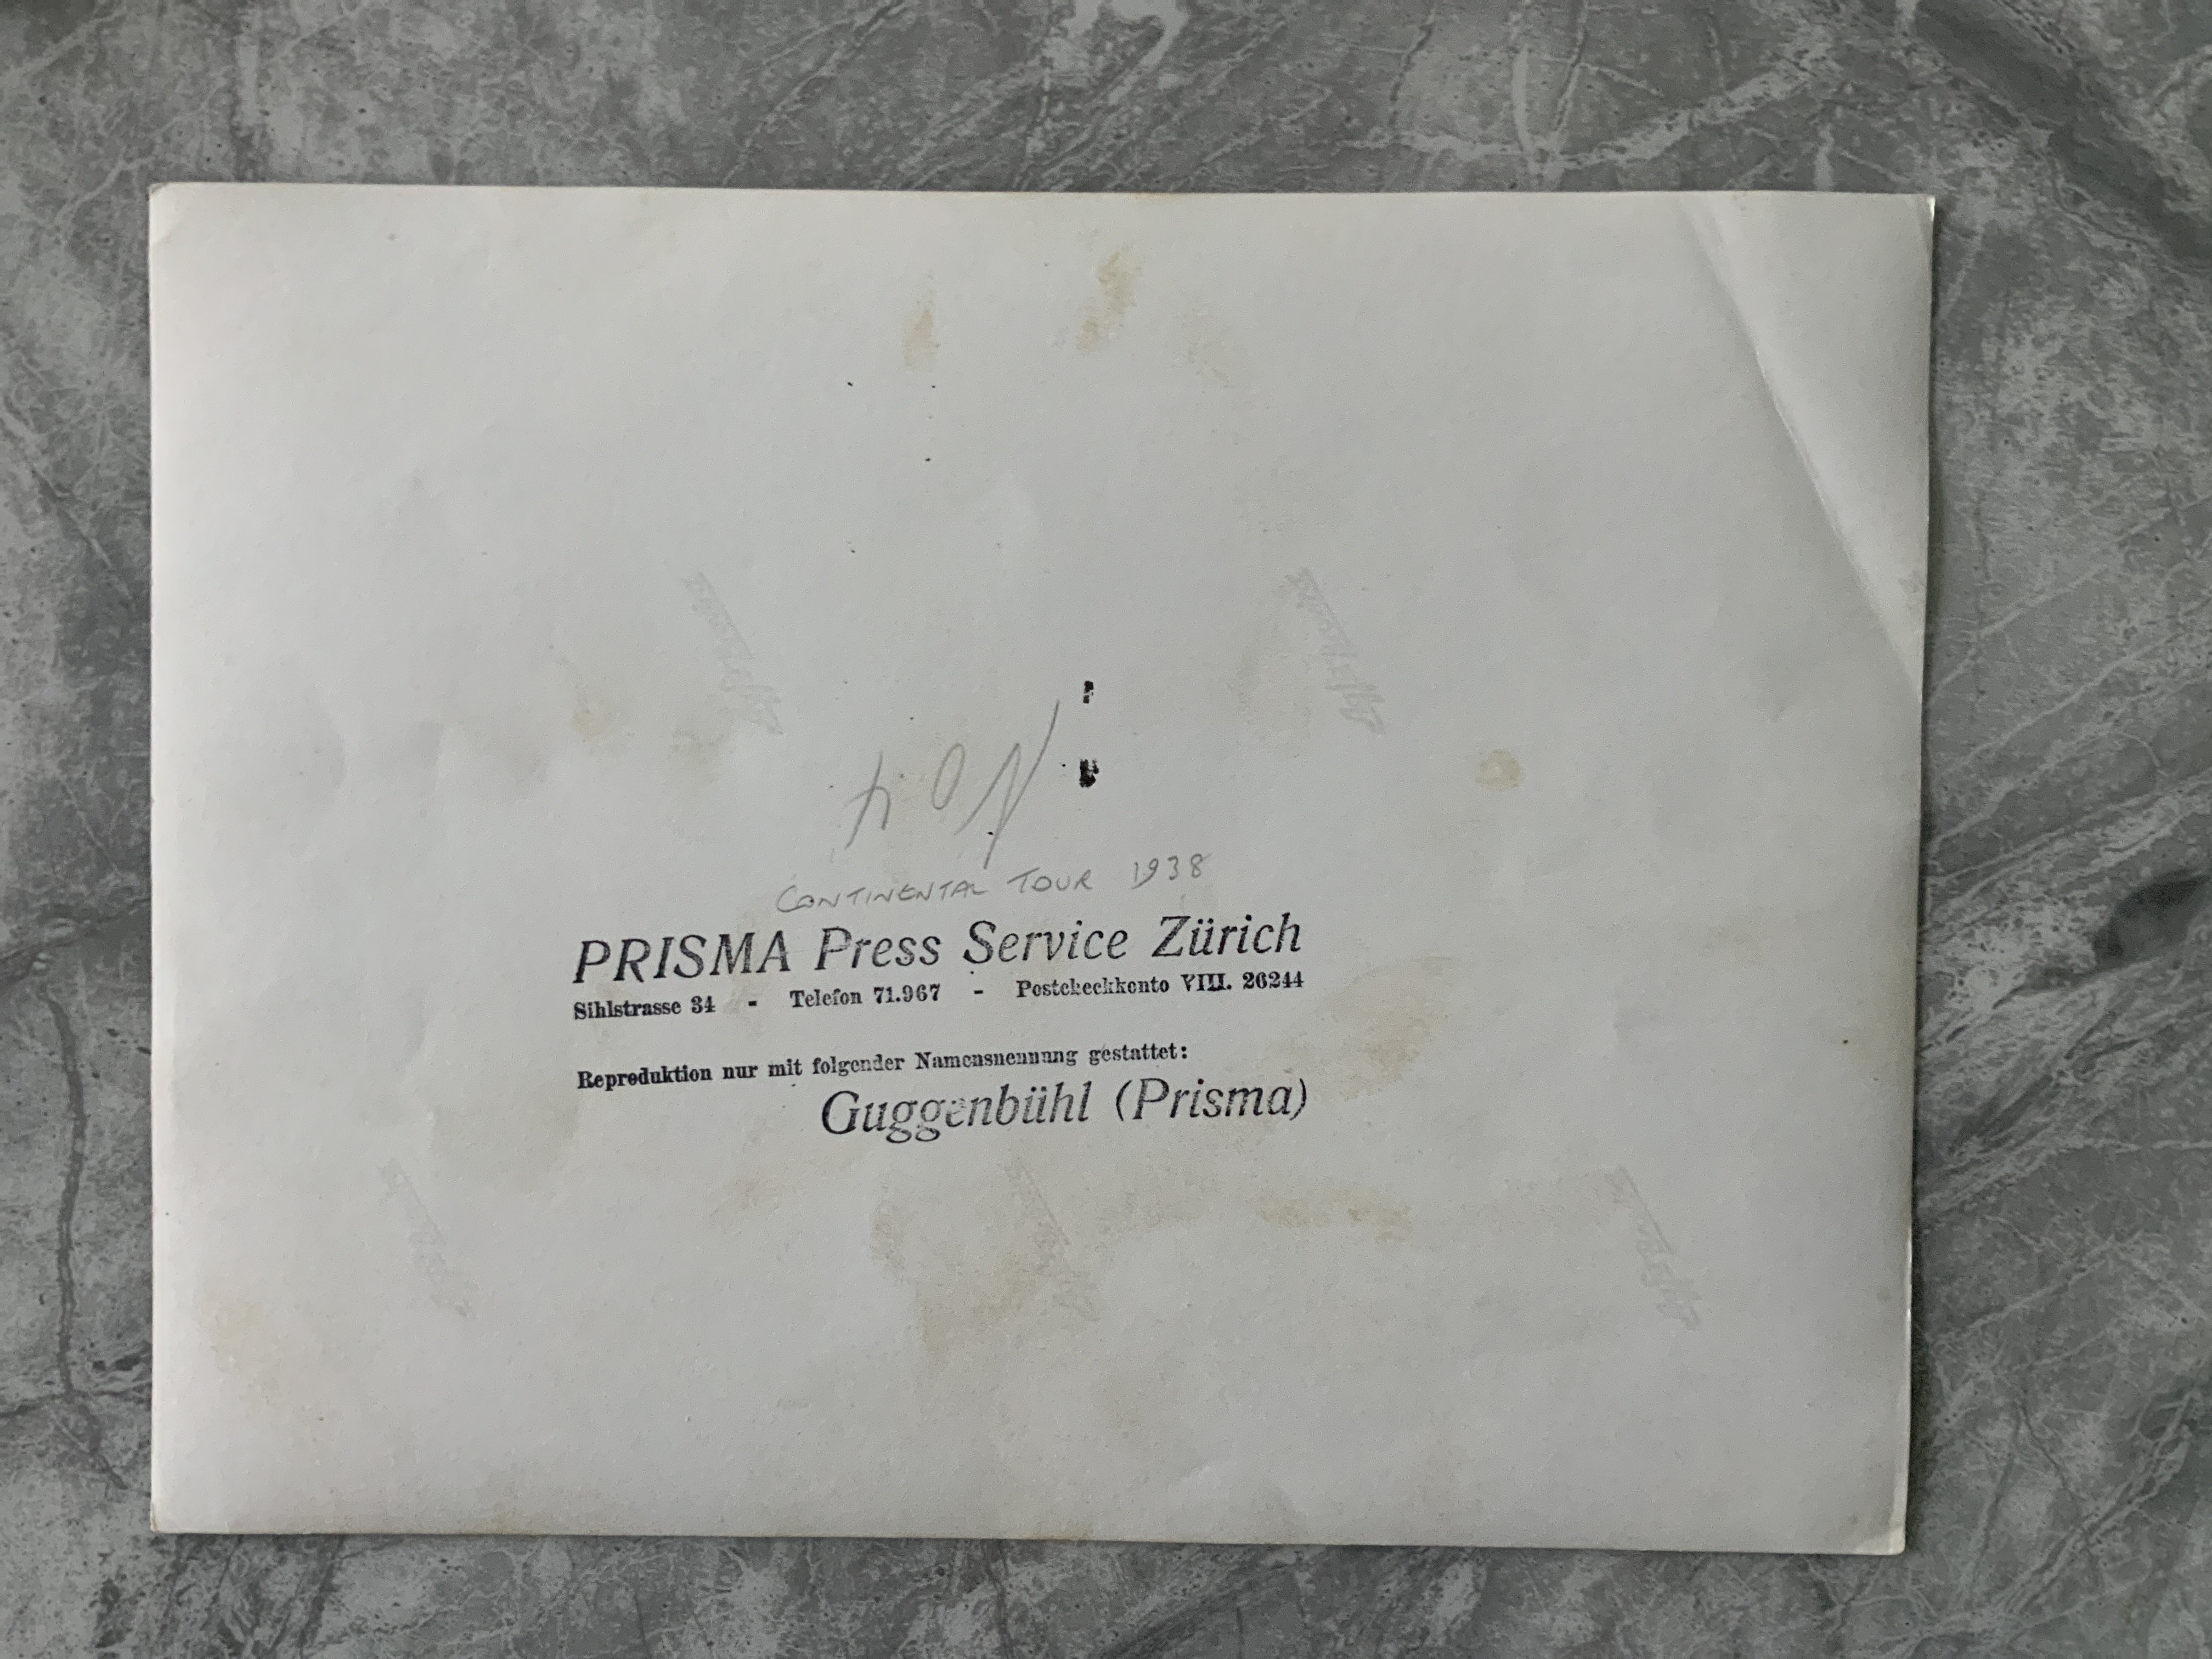 CONTINENTAL TOUR 1938
PRISMA Press Service Zürich
Sihlstrasse 34 - Telefon 71.967 - Postcheckkonto VIII. 26244
Reproduktion nur mit folgender Namensnennung gestattet:
Guggenbühl (Prisma)